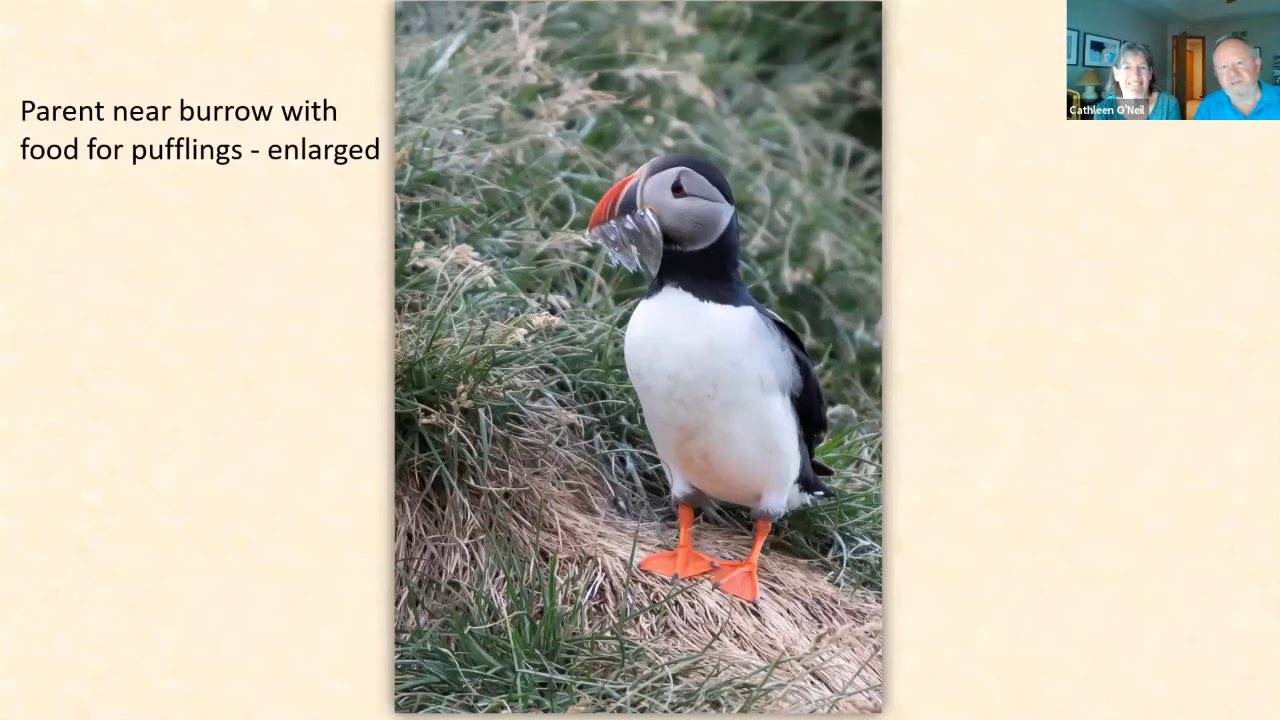 Parent near burrow with
food for pufflings - enlarged
Cathleen O'Neil